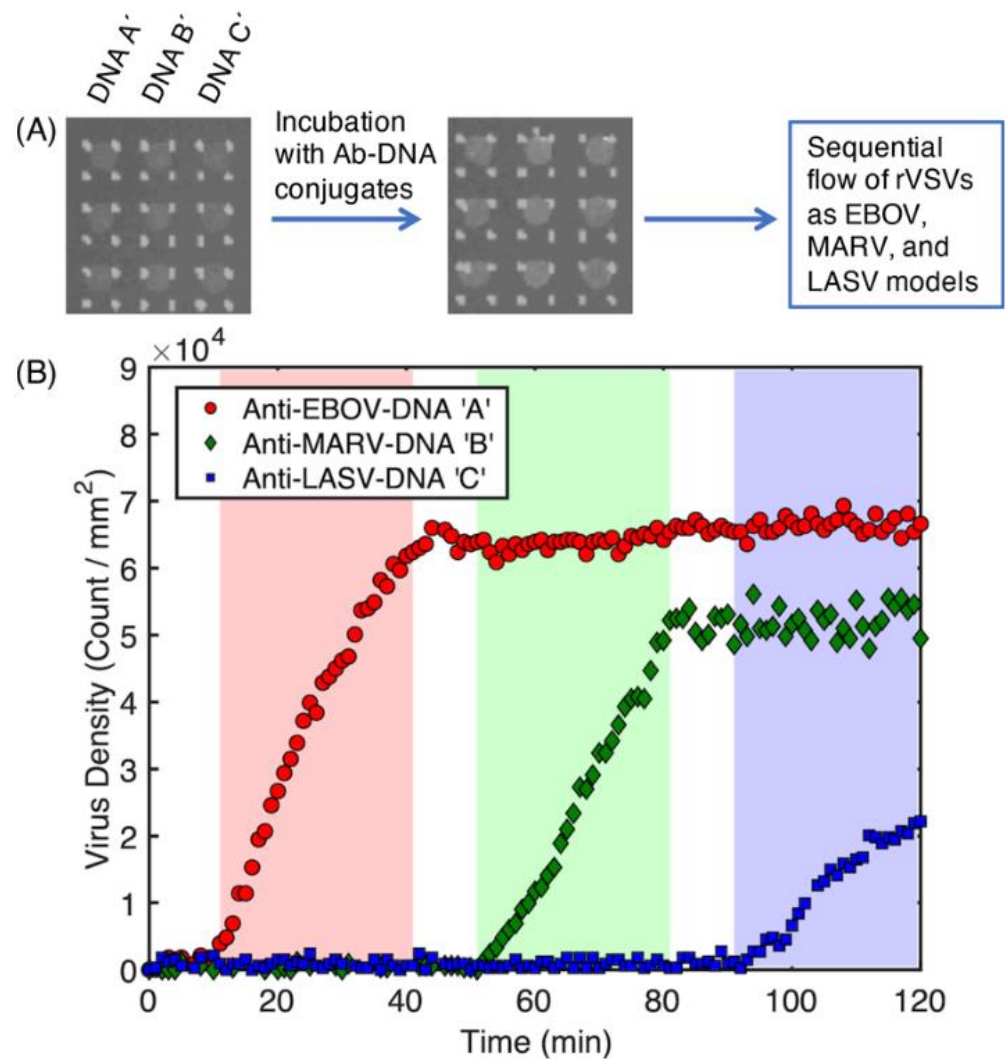 DNA A´ DNA B´ DNA C´
(A)
Incubation
with Ab-DNA
conjugates
Sequential
flow of rVSVs
as EBOV,
MARV, and
LASV models
(B)
×10⁴
9
8
7
6
5
4
3
2
1
0
Virus Density (Count / mm²)
Anti-EBOV-DNA 'A'
Anti-MARV-DNA 'B'
Anti-LASV-DNA 'C'
0 20 40 60 80 100 120
Time (min)